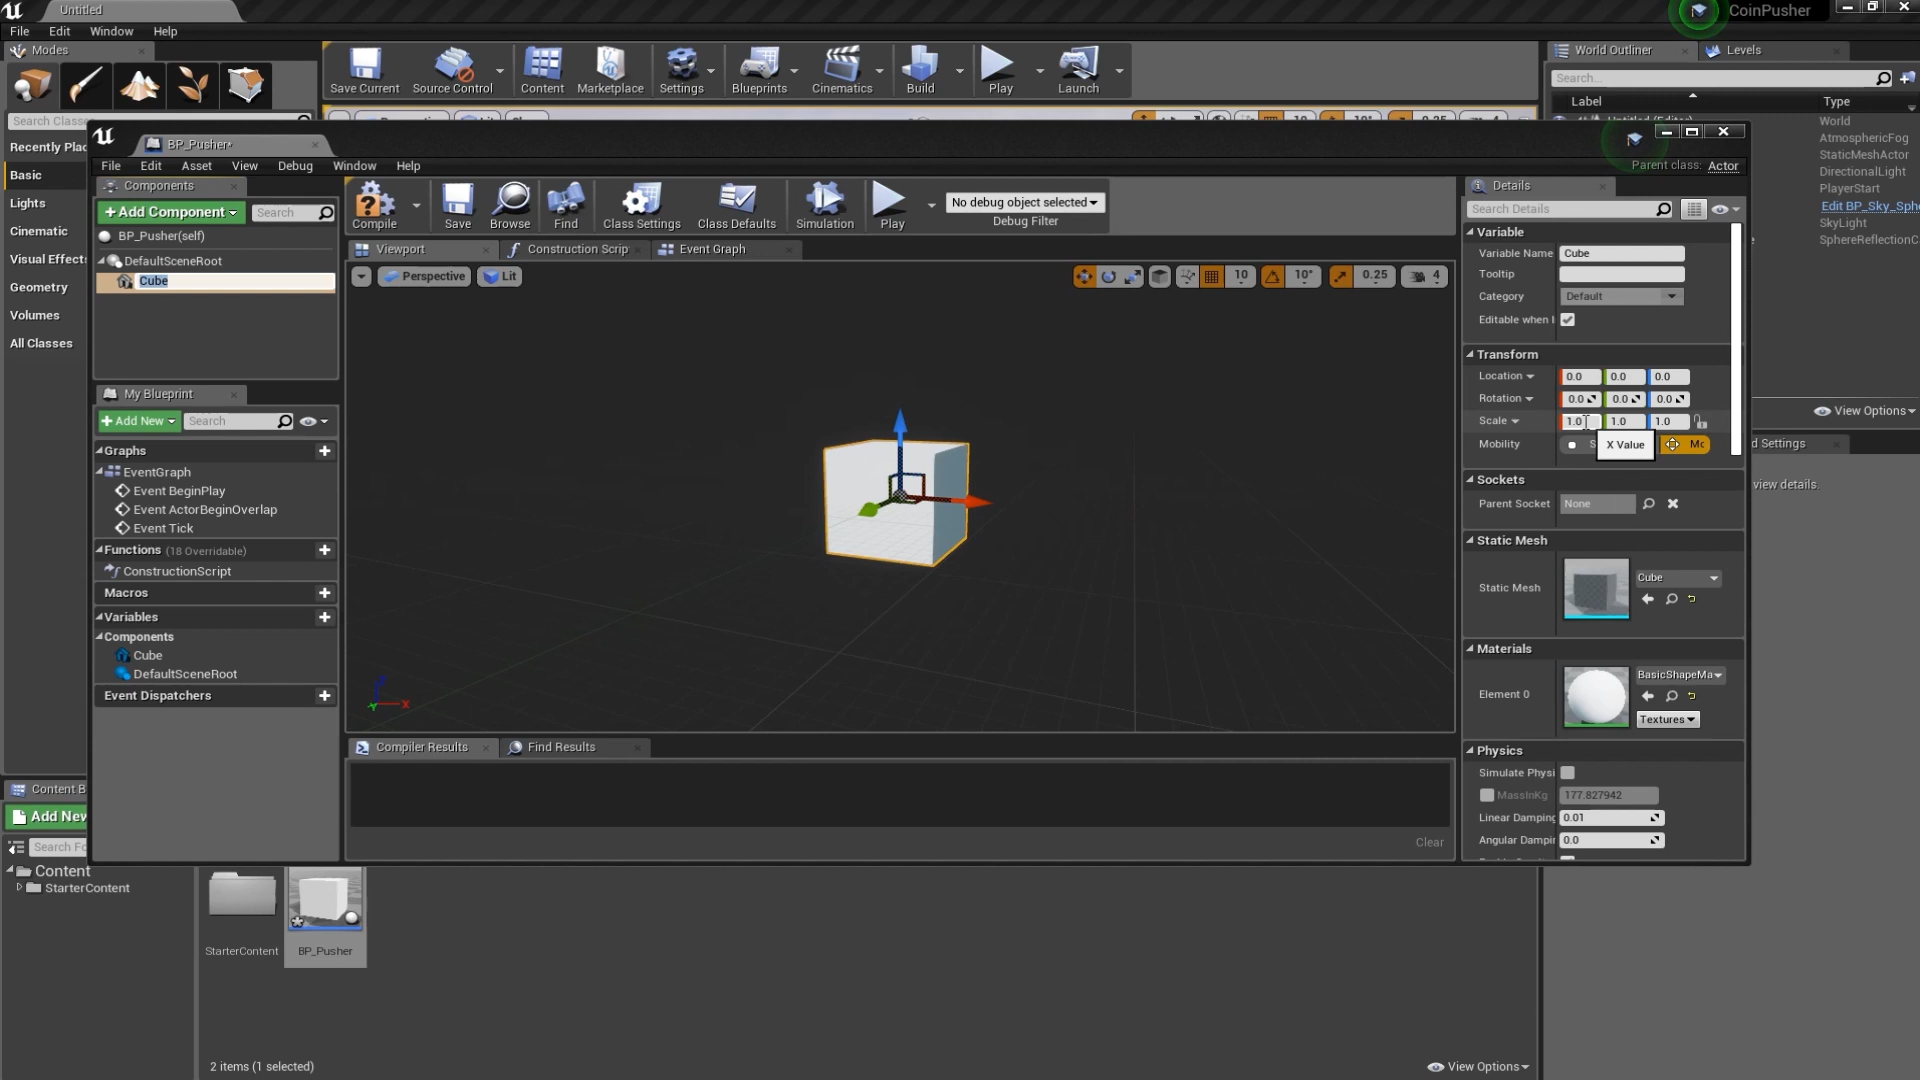 Untitled
CoinPusher
File Edit Window Help
Modes
World Outliner
Levels
Save Current
Source Control
Content
Marketplace
Settings
Blueprints
Cinematics
Build
Play
Launch
Search...
Label
Type
Search Classes
Recently Plac
Basic
Lights
Cinematic
Visual Effects
Geometry
Volumes
All Classes
World
AtmosphericFog
StaticMeshActor
DirectionalLight
PlayerStart
Edit BP_Sky_Sphe
SkyLight
SphereReflectionC
View Options
BP_Pusher*
File Edit Asset View Debug Window Help
Parent class: Actor
Components
+Add Component
Search
BP_Pusher(self)
DefaultSceneRoot
Cube
Compile
Save
Browse
Find
Class Settings
Class Defaults
Simulation
Play
No debug object selected
Debug Filter
Viewport
Construction Scrip
Event Graph
Perspective
Lit
10
10°
0.25
4
X
My Blueprint
+Add New
Search
Graphs
EventGraph
Event BeginPlay
Event ActorBeginOverlap
Event Tick
Functions (18 Overridable)
ConstructionScript
Macros
Variables
Components
Cube
DefaultSceneRoot
Event Dispatchers
Compiler Results
Find Results
Clear
Details
Search Details
Variable
Variable Name Cube
Tooltip
Category Default
Editable when I
Transform
Location 0.0 0.0 0.0
Rotation 0.0 0.0 0.0
Scale 1.0 1.0 1.0
Mobility S Mc
X Value
Sockets
Parent Socket None
Static Mesh
Static Mesh Cube
Materials
Element 0 BasicShapeMa
Textures
Physics
Simulate Physi
MassInKg 177.827942
Linear Damping 0.01
Angular Dampi 0.0
d Settings
view details.
Content B
Add New
Search Fo
Content
StarterContent
StarterContent
BP_Pusher
2 items (1 selected)
View Options